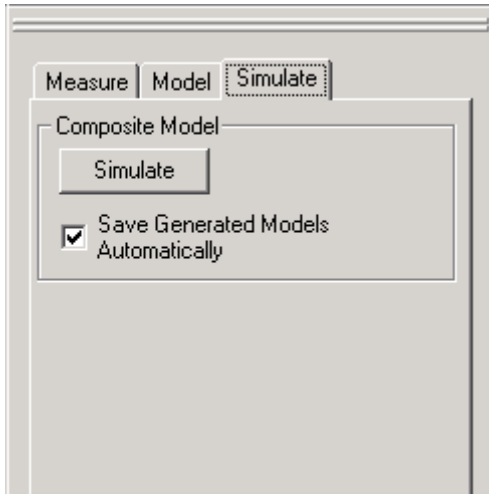 Measure Model Simulate
Composite Model
Simulate
Save Generated Models
Automatically